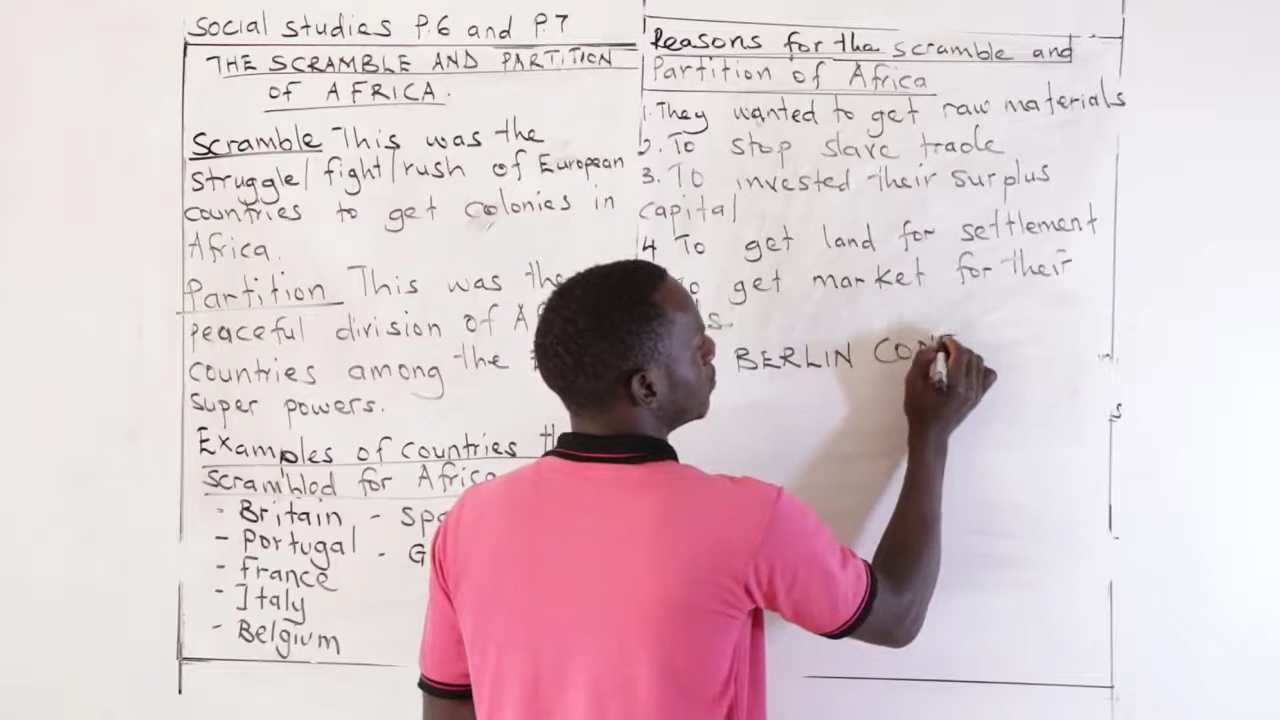 Social studies P.6 and P.7
THE SCRAMBLE AND PARTITION
OF AFRICA.
Scramble This was the
struggle/ fight/rush of European
countries to get colonies in
Africa.
Partition This was the
peaceful division of
countries among the
super powers.
Examples of countries
scrambled for Africa
- Britain -
- Portugal -
- France
- Italy
- Belgium
Reasons for the scramble and
Partition of Africa
1. They wanted to get raw materials
2. To stop slave trade
3. To invested their surplus
capital
4 To get land for settlement
get market for their
BERLIN